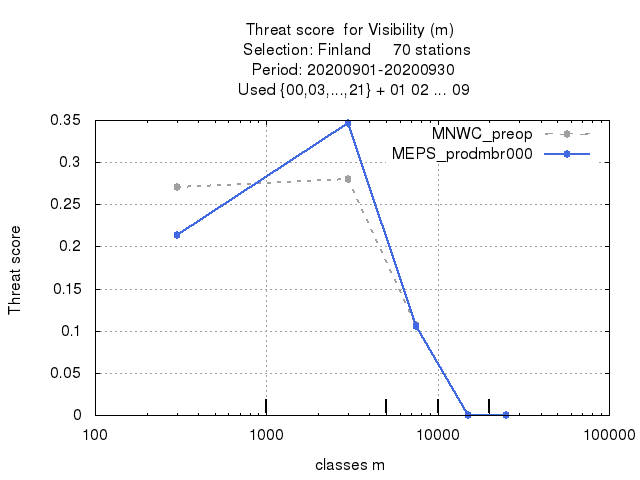 Threat score for Visibility (m)
Selection: Finland 70 stations
Period: 20200901-20200930
Used {00,03,...,21} + 01 02 ... 09
MNWC_preop
MEPS_prodmbr000
Threat score
0.35
0.3
0.25
0.2
0.15
0.1
0.05
0
100 1000 10000 100000
classes m